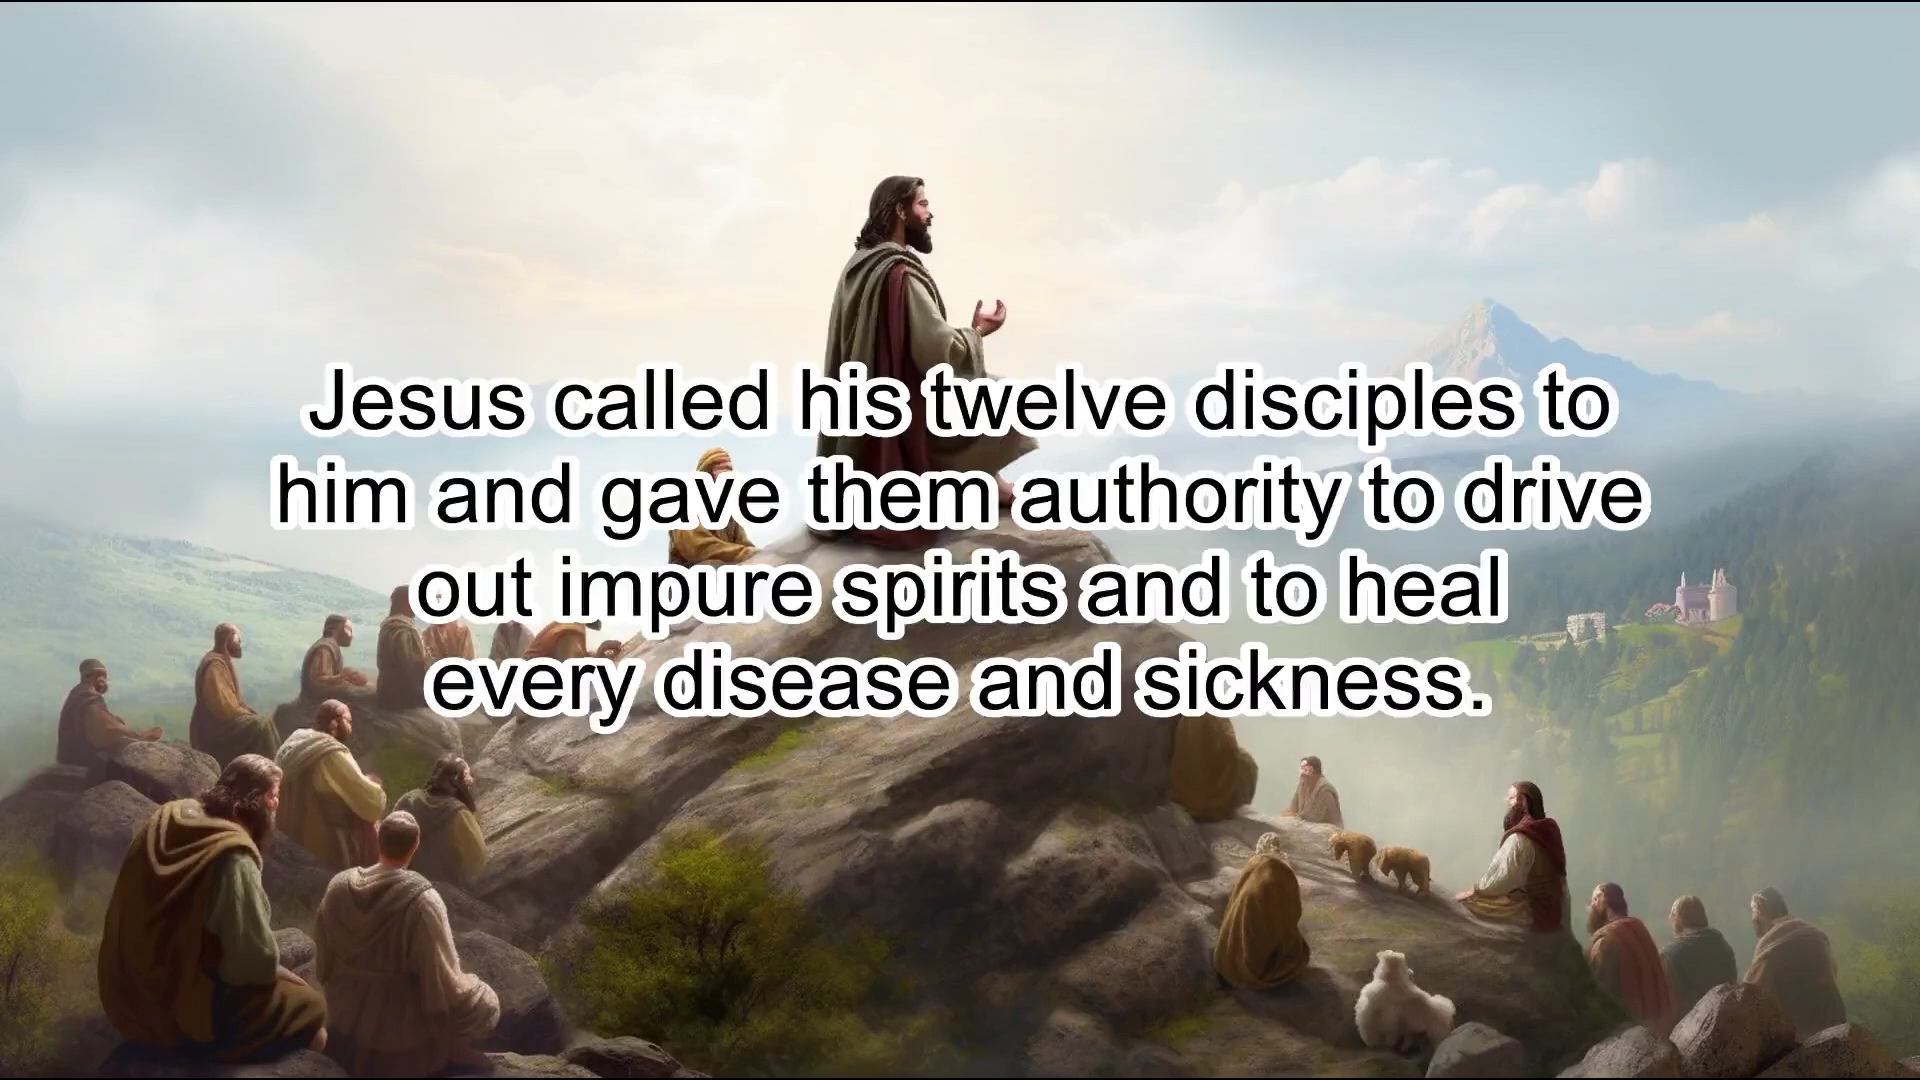 Jesus called his twelve disciples to
him and gave them authority to drive
out impure spirits and to heal
every disease and sickness.